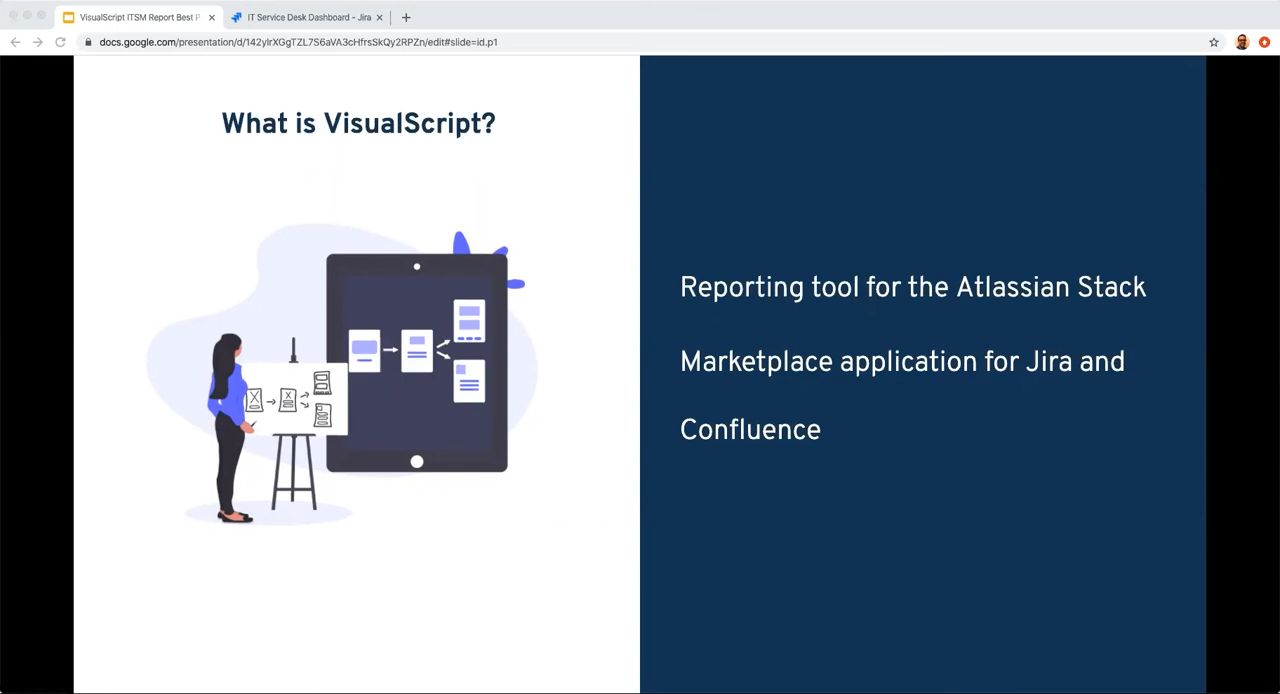 VisualScript ITSM Report Best P
IT Service Desk Dashboard - Jira
docs.google.com/presentation/d/142ylrXGgTZL7S6aVA3cHfrsSkQy2RPZn/edit#slide=id.p1
What is VisualScript?
Reporting tool for the Atlassian Stack
Marketplace application for Jira and
Confluence